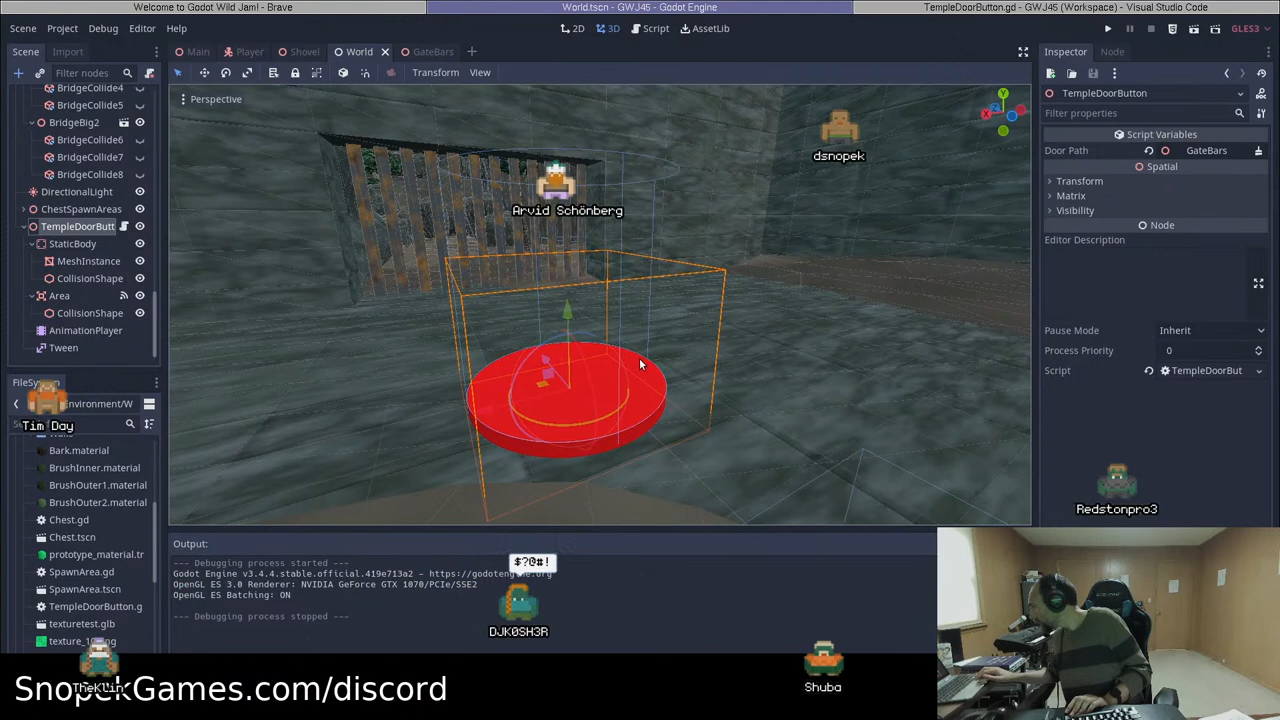 Welcome to Godot Wild Jam! - Brave
World.tscn - GWJ45 - Godot Engine
TempleDoorButton.gd - GWJ45 (Workspace) - Visual Studio Code
Scene Project Debug Editor Help
2D 3D Script AssetLib
GLES3
Scene Import
Main Player Shovel World GateBars
Inspector Node
Filter nodes
Transform View
BridgeCollide4
BridgeCollide5
BridgeBig2
BridgeCollide6
BridgeCollide7
BridgeCollide8
DirectionalLight
ChestSpawnAreas
TempleDoorButt
StaticBody
MeshInstance
CollisionShape
Area
CollisionShape
AnimationPlayer
Tween
Perspective
dsnopek
Arvid Schönberg
TempleDoorButton
Filter properties
Script Variables
Door Path GateBars
Spatial
Transform
Matrix
Visibility
Node
Editor Description
Pause Mode Inherit
Process Priority 0
Script TempleDoorBut
Redstonpro3
Tim Day
Bark.material
BrushInner.material
BrushOuter1.material
BrushOuter2.material
Chest.gd
Chest.tscn
prototype_material.tr
SpawnArea.gd
SpawnArea.tscn
TempleDoorButton.g
texturetest.glb
Output:
--- Debugging process started ---
Godot Engine v3.4.4.stable.official.419e713a2 - https://godotengine.org
OpenGL ES 3.0 Renderer: NVIDIA GeForce GTX 1070/PCIe/SSE2
OpenGL ES Batching: ON
--- Debugging process stopped ---
$?@#!
DJK0SH3R
Shuba
SnopekGames.com/discord